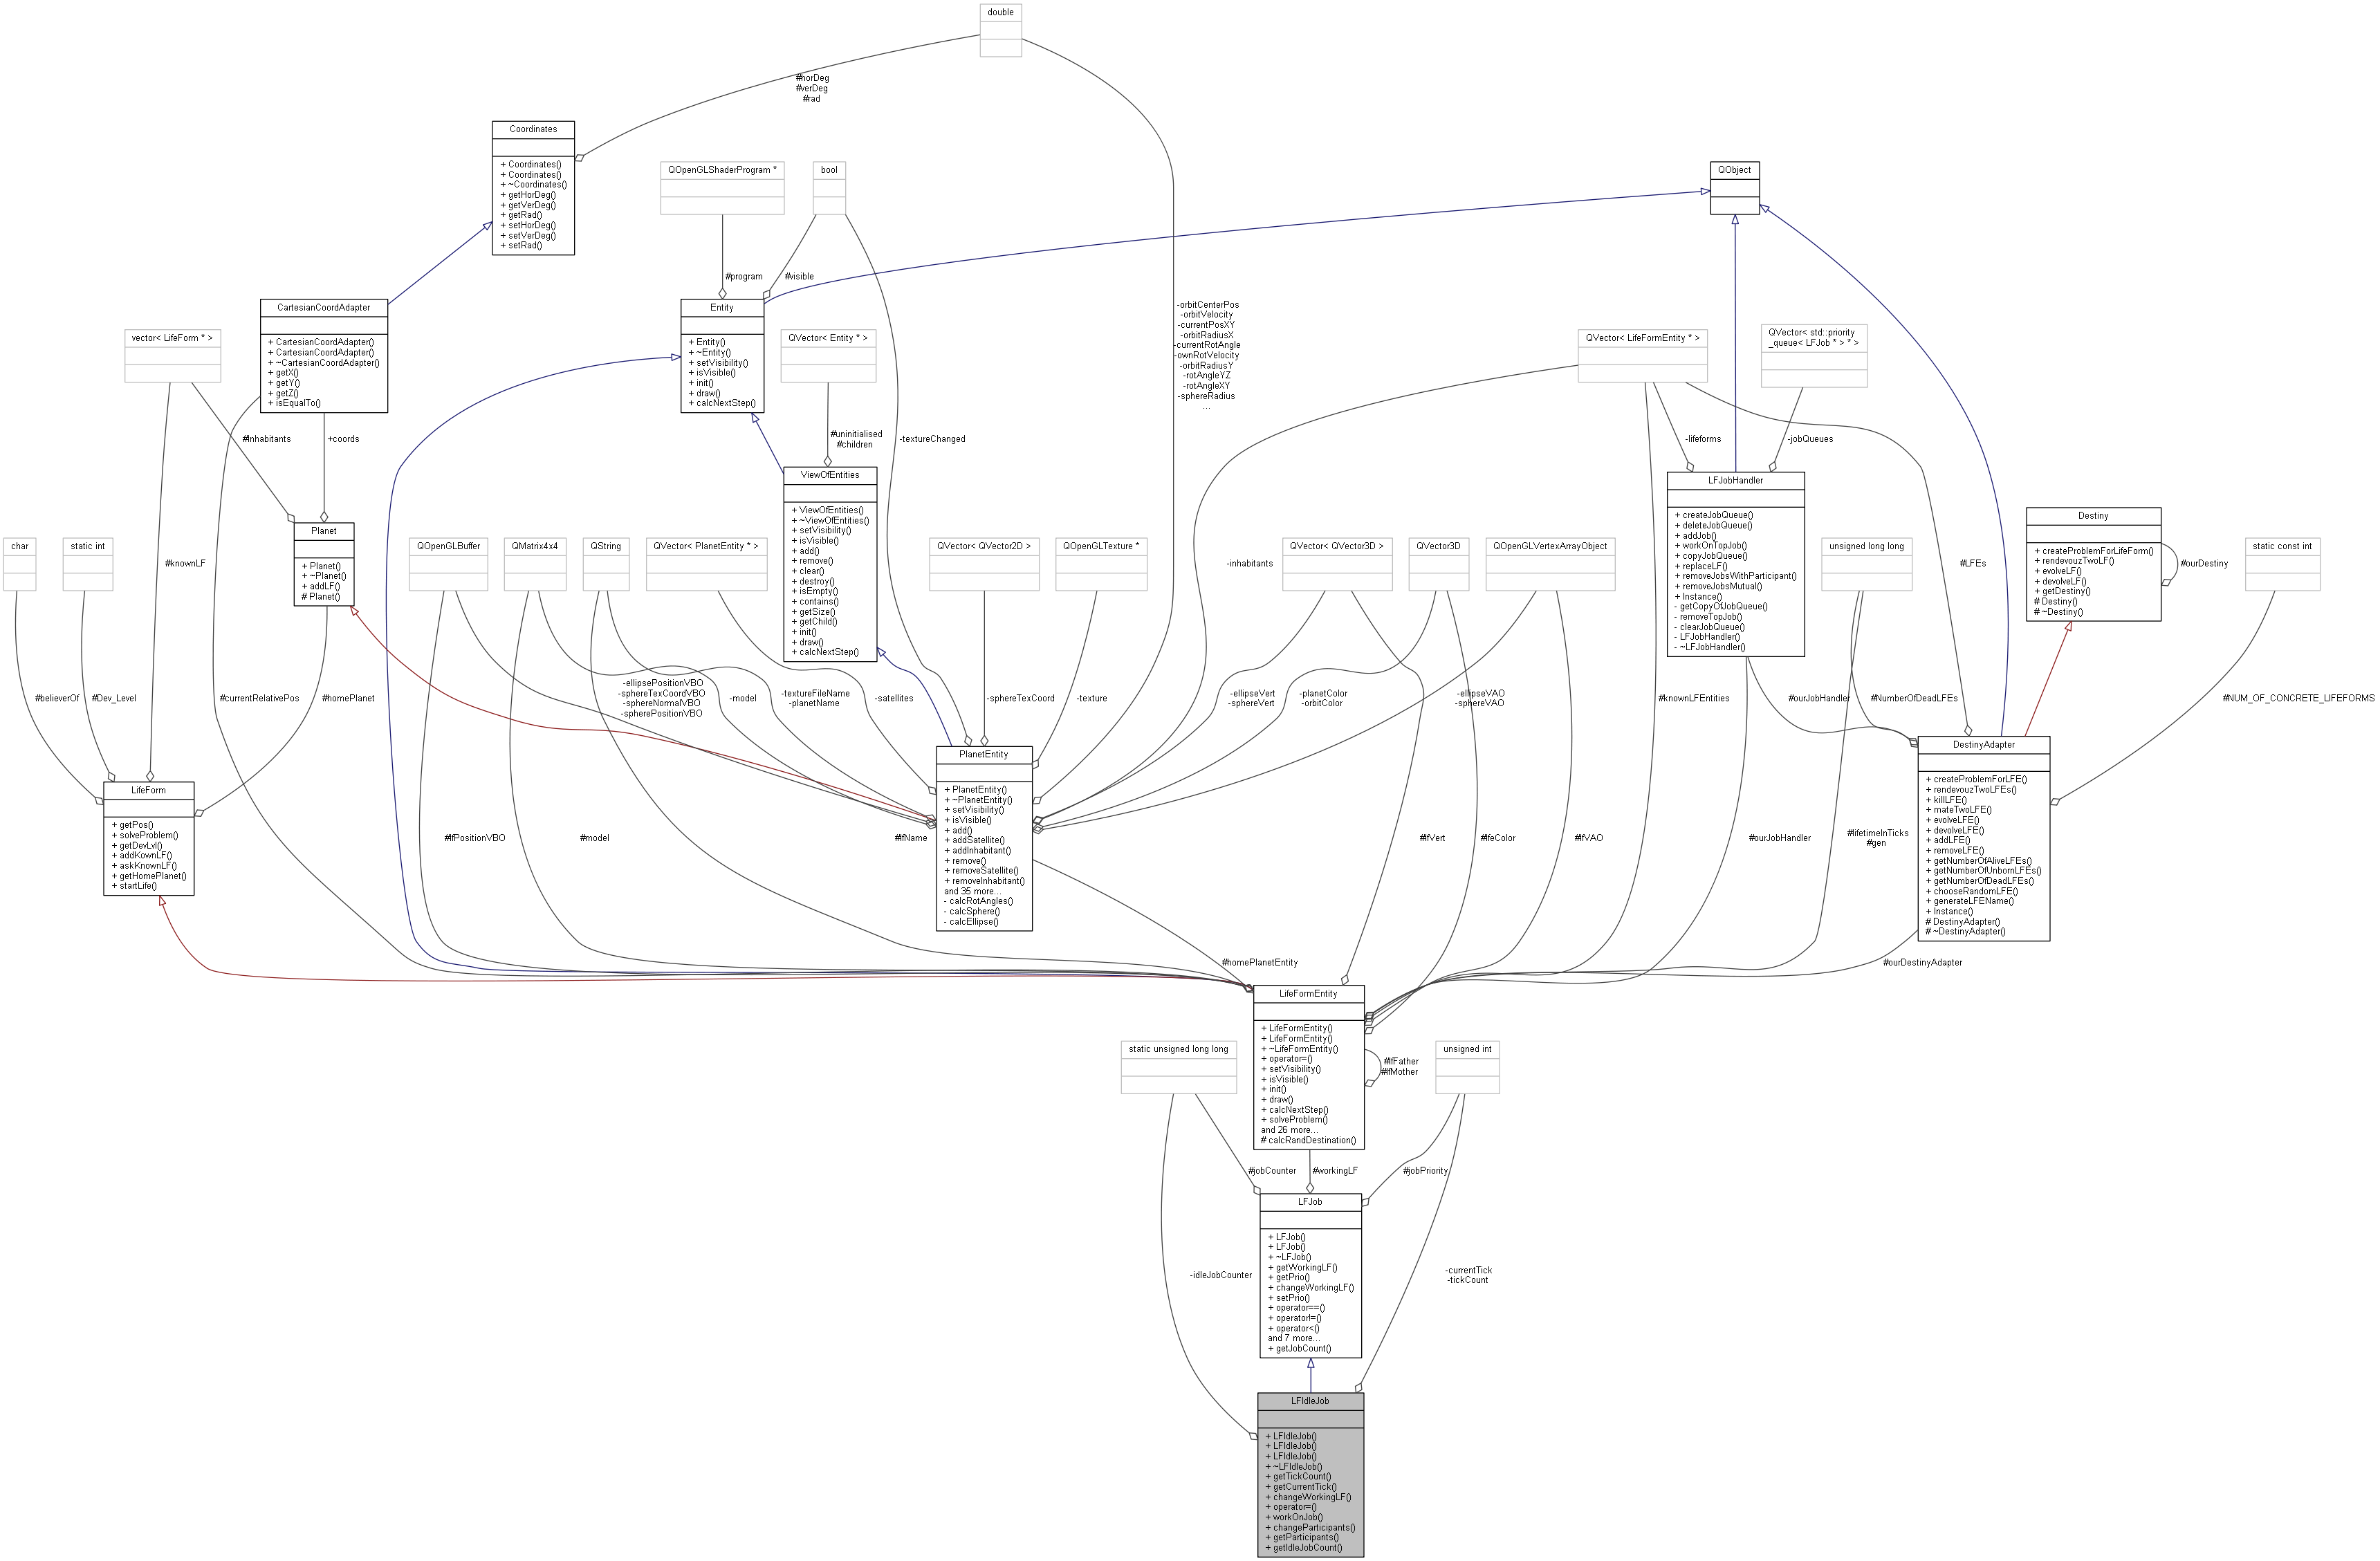 double
#horDeg
#verDeg
#rad
Coordinates
+ Coordinates()
+ Coordinates()
+ ~Coordinates()
+ getHorDeg()
+ getVerDeg()
+ getRad()
+ setHorDeg()
+ setVerDeg()
+ setRad()
QOpenGLShaderProgram *
bool
QObject
#program
#visible
CartesianCoordAdapter
+ CartesianCoordAdapter()
+ CartesianCoordAdapter()
+ ~CartesianCoordAdapter()
+ getX()
+ getY()
+ getZ()
+ isEqualTo()
Entity
+ Entity()
+ ~Entity()
+ setVisibility()
+ isVisible()
+ init()
+ draw()
+ calcNextStep()
-orbitCenterPos
-orbitVelocity
-currentPosXY
-orbitRadiusX
-currentRotAngle
-ownRotVelocity
-orbitRadiusY
-rotAngleYZ
-rotAngleXY
-sphereRadius
...
vector< LifeForm * >
QVector< Entity * >
QVector< LifeFormEntity * >
QVector< std::priority
_queue< LFJob * > * >
#Inhabitants
+coords
#uninitialised
#children
-textureChanged
-lifeforms
-jobQueues
ViewOfEntities
+ ViewOfEntities()
+ ~ViewOfEntities()
+ setVisibility()
+ isVisible()
+ add()
+ remove()
+ clear()
+ destroy()
+ isEmpty()
+ contains()
+ getSize()
+ getChild()
+ init()
+ draw()
+ calcNextStep()
LFJobHandler
+ createJobQueue()
+ deleteJobQueue()
+ addJob()
+ workOnTopJob()
+ copyJobQueue()
+ replaceLF()
+ removeJobsWithParticipant()
+ removeJobsMutual()
+ Instance()
- getCopyOfJobQueue()
- removeTopJob()
- clearJobQueue()
- LFJobHandler()
- ~LFJobHandler()
Destiny
+ createProblemForLifeForm()
+ rendevouzTwoLF()
+ evolveLF()
+ devolveLF()
+ getDestiny()
# Destiny()
# ~Destiny()
#ourDestiny
Planet
+ Planet()
+ ~Planet()
+ addLF()
# Planet()
char
static int
#knownLF
QOpenGLBuffer
QMatrix4x4
QString
QVector< PlanetEntity * >
QVector< QVector2D >
QOpenGLTexture *
-inhabitants
QVector< QVector3D >
QVector3D
QOpenGLVertexArrayObject
unsigned long long
#LFEs
static const int
#believerOf
#Dev_Level
#currentRelativePos
#homePlanet
-ellipsePositionVBO
-sphereTexCoordVBO
-sphereNormalVBO
-spherePositionVBO
-model
-textureFileName
-planetName
-satellites
-sphereTexCoord
-texture
-ellipseVert
-sphereVert
-planetColor
-orbitColor
-ellipseVAO
-sphereVAO
#knownLFEntities
#ourJobHandler
#NumberOfDeadLFEs
#NUM_OF_CONCRETE_LIFEFORMS
LifeForm
+ getPos()
+ solveProblem()
+ getDevLvl()
+ addKownLF()
+ askKnownLF()
+ getHomePlanet()
+ startLife()
PlanetEntity
+ PlanetEntity()
+ ~PlanetEntity()
+ setVisibility()
+ isVisible()
+ add()
+ addSatellite()
+ addInhabitant()
+ remove()
+ removeSatellite()
+ removeInhabitant()
and 35 more...
- calcRotAngles()
- calcSphere()
- calcEllipse()
DestinyAdapter
+ createProblemForLFE()
+ rendevouzTwoLFEs()
+ killLFE()
+ mateTwoLFE()
+ evolveLFE()
+ devolveLFE()
+ addLFE()
+ removeLFE()
+ getNumberOfAliveLFEs()
+ getNumberOfUnbornLFEs()
+ getNumberOfDeadLFEs()
+ chooseRandomLFE()
+ generateLFEName()
+ Instance()
# DestinyAdapter()
# ~DestinyAdapter()
#lfPositionVBO
#model
#lfName
#lfVert
#lfeColor
#lfVAO
#ourJobHandler
#lifetimeInTicks
#gen
#homePlanetEntity
#ourDestinyAdapter
LifeFormEntity
+ LifeFormEntity()
+ LifeFormEntity()
+ ~LifeFormEntity()
+ operator=()
+ setVisibility()
+ isVisible()
+ init()
+ draw()
+ calcNextStep()
+ solveProblem()
and 26 more...
# calcRandDestination()
#lfFather
#lfMother
static unsigned long long
unsigned int
#jobCounter
#workingLF
#jobPriority
LFJob
+ LFJob()
+ LFJob()
+ ~LFJob()
+ getWorkingLF()
+ getPrio()
+ changeWorkingLF()
+ setPrio()
+ operator==()
+ operator!=()
+ operator<()
and 7 more...
+ getJobCount()
-idleJobCounter
-currentTick
-tickCount
LFIdleJob
+ LFIdleJob()
+ LFIdleJob()
+ LFIdleJob()
+ ~LFIdleJob()
+ getTickCount()
+ getCurrentTick()
+ changeWorkingLF()
+ operator=()
+ workOnJob()
+ changeParticipants()
+ getParticipants()
+ getIdleJobCount()